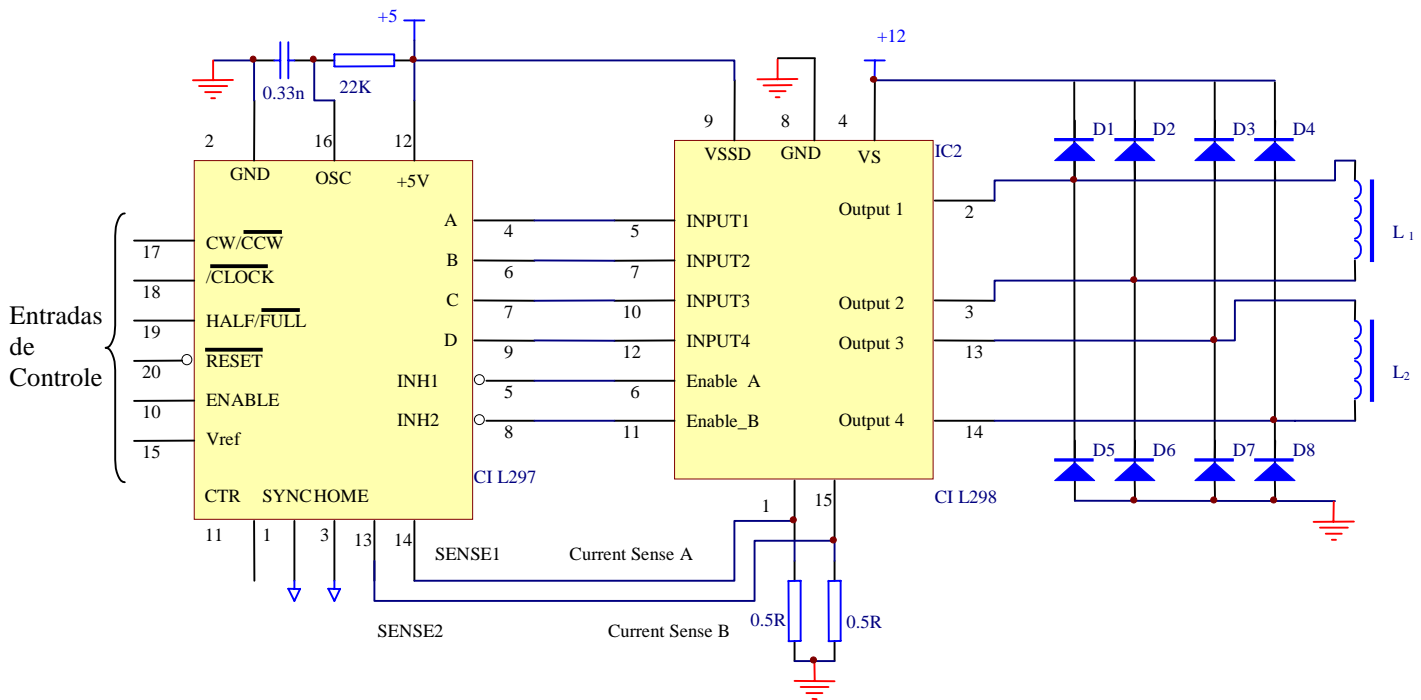 +5
+12
0.33n
22K
2
16
12
9
8
4
D1
D2
D3
D4
GND
OSC
+5V
VSSD
GND
VS
IC2
Entradas
de
Controle
17
CW/CCW
18
/CLOCK
19
HALF/FULL
20
RESET
10
ENABLE
15
Vref
A
4
5
INPUT1
B
6
7
INPUT2
C
7
10
INPUT3
D
9
12
INPUT4
INH1
5
6
Enable A
INH2
8
11
Enable_B
Output 1
2
Output 2
3
Output 3
13
Output 4
14
L 1
L2
D5
D6
D7
D8
CTR
SYNC
HOME
CI L297
CI L298
11
1
3
13
14
1
15
SENSE1
Current Sense A
SENSE2
Current Sense B
0.5R
0.5R